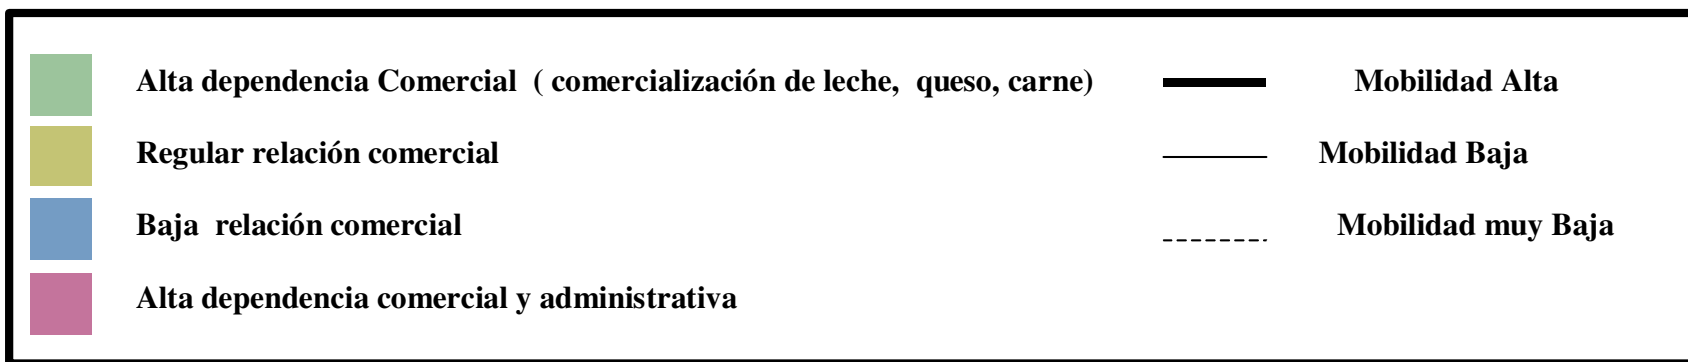 Alta dependencia Comercial ( comercialización de leche, queso, carne)
Mobilidad Alta
Regular relación comercial
Mobilidad Baja
Baja relación comercial
Mobilidad muy Baja
Alta dependencia comercial y administrativa